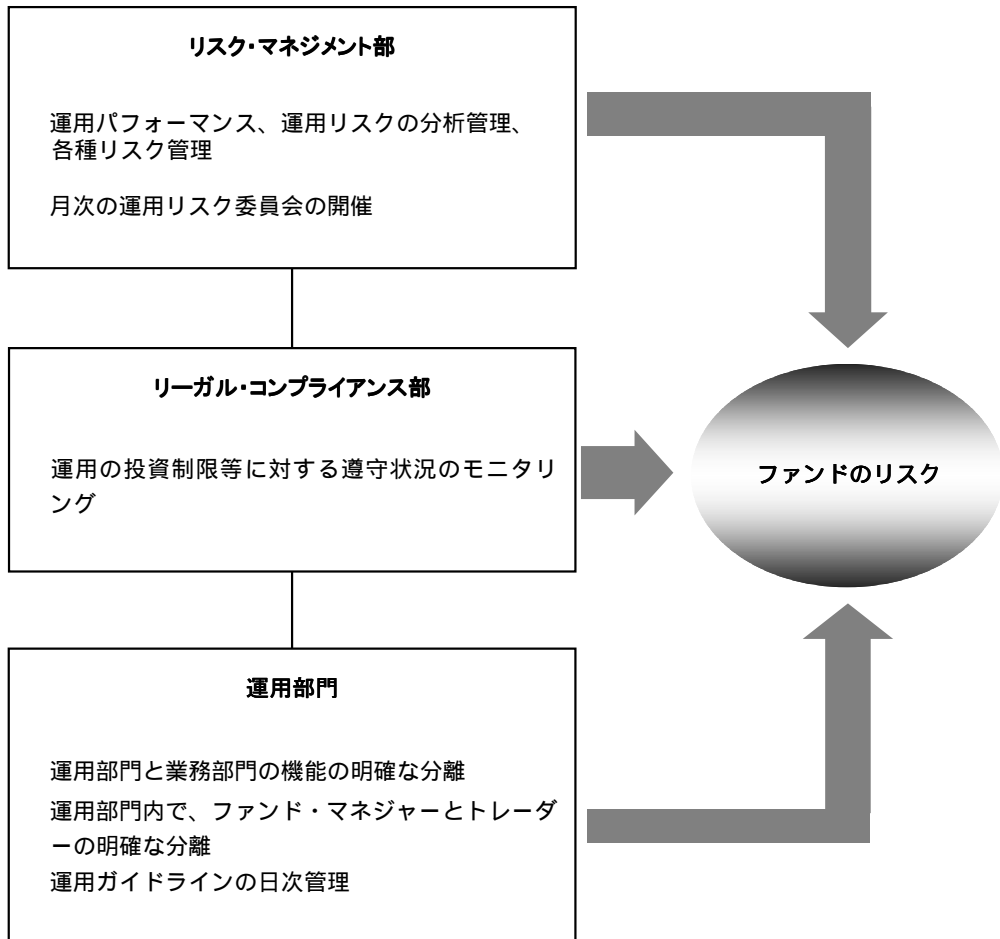 リスク・マネジメント部
運用パフォーマンス、運用リスクの分析管理、
各種リスク管理
月次の運用リスク委員会の開催
リーガル・コンプライアンス部
運用の投資制限等に対する遵守状況のモニタリ
ング
ファンドのリスク
運用部門
運用部門と業務部門の機能の明確な分離
運用部門内で、ファンド・マネジャーとトレーダ
ーの明確な分離
運用ガイドラインの日次管理